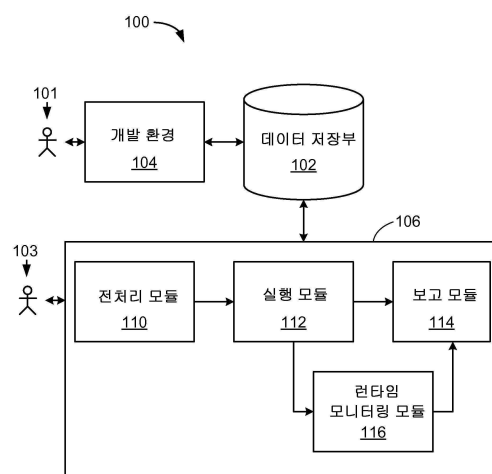 100
101
개발 환경
104
데이터 저장부
102
106
103
전처리 모듈
110
실행 모듈
112
보고 모듈
114
런타임
모니터링 모듈
116